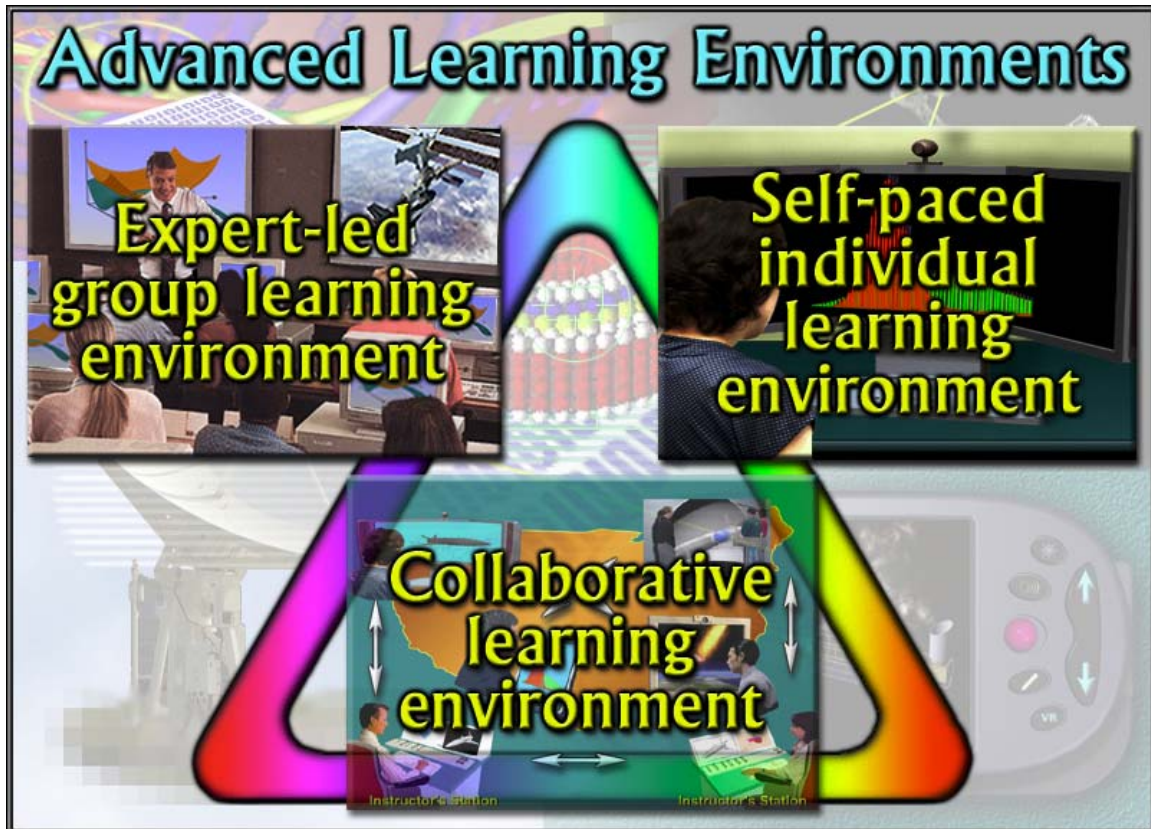 Advanced Learning Environments
Expert-led
group learning
environment
Self-paced
individual
learning
environment
Collaborative
learning
environment
Instructor's Station
Instructor's Station
VR